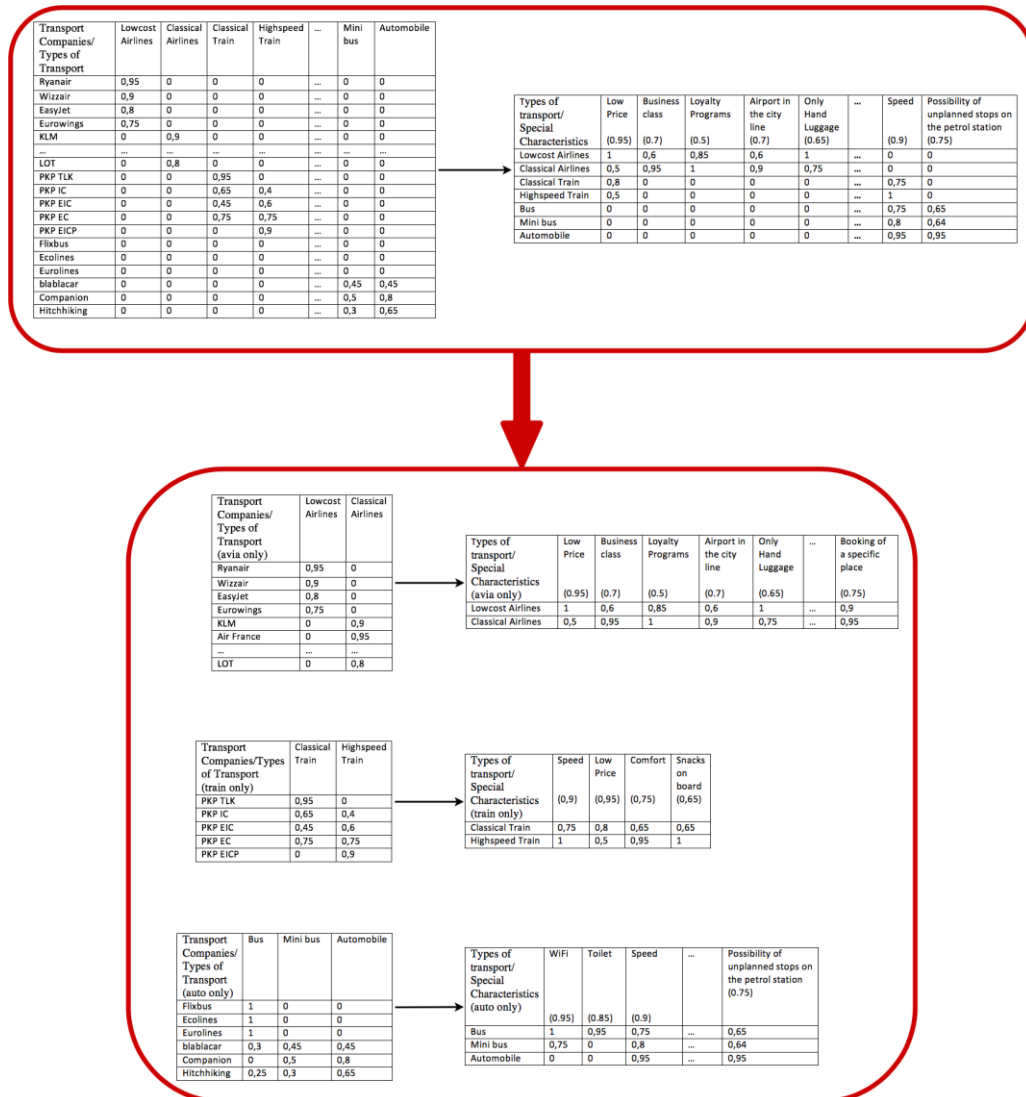 Transport Companies/ Types of Transport | Lowcost Airlines | Classical Airlines | Classical Train | Highspeed Train | ... | Mini bus | Automobile
Ryanair | 0,95 | 0 | 0 | 0 | ... | 0 | 0
Wizzair | 0,9 | 0 | 0 | 0 | ... | 0 | 0
EasyJet | 0,8 | 0 | 0 | 0 | ... | 0 | 0
Eurowings | 0,75 | 0 | 0 | 0 | ... | 0 | 0
KLM | 0 | 0,9 | 0 | 0 | ... | 0 | 0
... | ... | ... | ... | ... | ... | ... | ...
LOT | 0 | 0,8 | 0 | 0 | ... | 0 | 0
PKP TLK | 0 | 0 | 0,95 | 0 | ... | 0 | 0
PKP IC | 0 | 0 | 0,65 | 0,4 | ... | 0 | 0
PKP EIC | 0 | 0 | 0,45 | 0,6 | ... | 0 | 0
PKP EC | 0 | 0 | 0,75 | 0,75 | ... | 0 | 0
PKP EICP | 0 | 0 | 0 | 0,9 | ... | 0 | 0
Flixbus | 0 | 0 | 0 | 0 | ... | 0 | 0
Ecolines | 0 | 0 | 0 | 0 | ... | 0 | 0
Eurolines | 0 | 0 | 0 | 0 | ... | 0 | 0
blablacar | 0 | 0 | 0 | 0 | ... | 0,45 | 0,45
Companion | 0 | 0 | 0 | 0 | ... | 0,5 | 0,8
Hitchhiking | 0 | 0 | 0 | 0 | ... | 0,3 | 0,65
Types of transport/ Special Characteristics | Low Price (0.95) | Business class (0.7) | Loyalty Programs (0.5) | Airport in the city line (0.7) | Only Hand Luggage (0.65) | ... | Speed (0.9) | Possibility of unplanned stops on the petrol station (0.75)
Lowcost Airlines | 1 | 0,6 | 0,85 | 0,6 | 1 | ... | 0 | 0
Classical Airlines | 0,5 | 0,95 | 1 | 0,9 | 0,75 | ... | 0 | 0
Classical Train | 0,8 | 0 | 0 | 0 | 0 | ... | 0,75 | 0
Highspeed Train | 0,5 | 0 | 0 | 0 | 0 | ... | 1 | 0
Bus | 0 | 0 | 0 | 0 | 0 | ... | 0,75 | 0,65
Mini bus | 0 | 0 | 0 | 0 | 0 | ... | 0,8 | 0,64
Automobile | 0 | 0 | 0 | 0 | 0 | ... | 0,95 | 0,95
Transport Companies/ Types of Transport (avia only) | Lowcost Airlines | Classical Airlines
Ryanair | 0,95 | 0
Wizzair | 0,9 | 0
EasyJet | 0,8 | 0
Eurowings | 0,75 | 0
KLM | 0 | 0,9
Air France | 0 | 0,95
... | ... | ...
LOT | 0 | 0,8
Types of transport/ Special Characteristics (avia only) | Low Price (0.95) | Business class (0.7) | Loyalty Programs (0.5) | Airport in the city line (0.7) | Only Hand Luggage (0.65) | ... | Booking of a specific place (0.75)
Lowcost Airlines | 1 | 0,6 | 0,85 | 0,6 | 1 | ... | 0,9
Classical Airlines | 0,5 | 0,95 | 1 | 0,9 | 0,75 | ... | 0,95
Transport Companies/Types of Transport (train only) | Classical Train | Highspeed Train
PKP TLK | 0,95 | 0
PKP IC | 0,65 | 0,4
PKP EIC | 0,45 | 0,6
PKP EC | 0,75 | 0,75
PKP EICP | 0 | 0,9
Types of transport/ Special Characteristics (train only) | Speed (0,9) | Low Price (0,95) | Comfort (0,75) | Snacks on board (0,65)
Classical Train | 0,75 | 0,8 | 0,65 | 0,65
Highspeed Train | 1 | 0,5 | 0,95 | 1
Transport Companies/ Types of Transport (auto only) | Bus | Mini bus | Automobile
Flixbus | 1 | 0 | 0
Ecolines | 1 | 0 | 0
Eurolines | 1 | 0 | 0
blablacar | 0,3 | 0,45 | 0,45
Companion | 0 | 0,5 | 0,8
Hitchhiking | 0,25 | 0,3 | 0,65
Types of transport/ Special Characteristics (auto only) | WiFi (0.95) | Toilet (0.85) | Speed (0.9) | ... | Possibility of unplanned stops on the petrol station (0.75)
Bus | 1 | 0,95 | 0,75 | ... | 0,65
Mini bus | 0,75 | 0 | 0,8 | ... | 0,64
Automobile | 0 | 0 | 0,95 | ... | 0,95